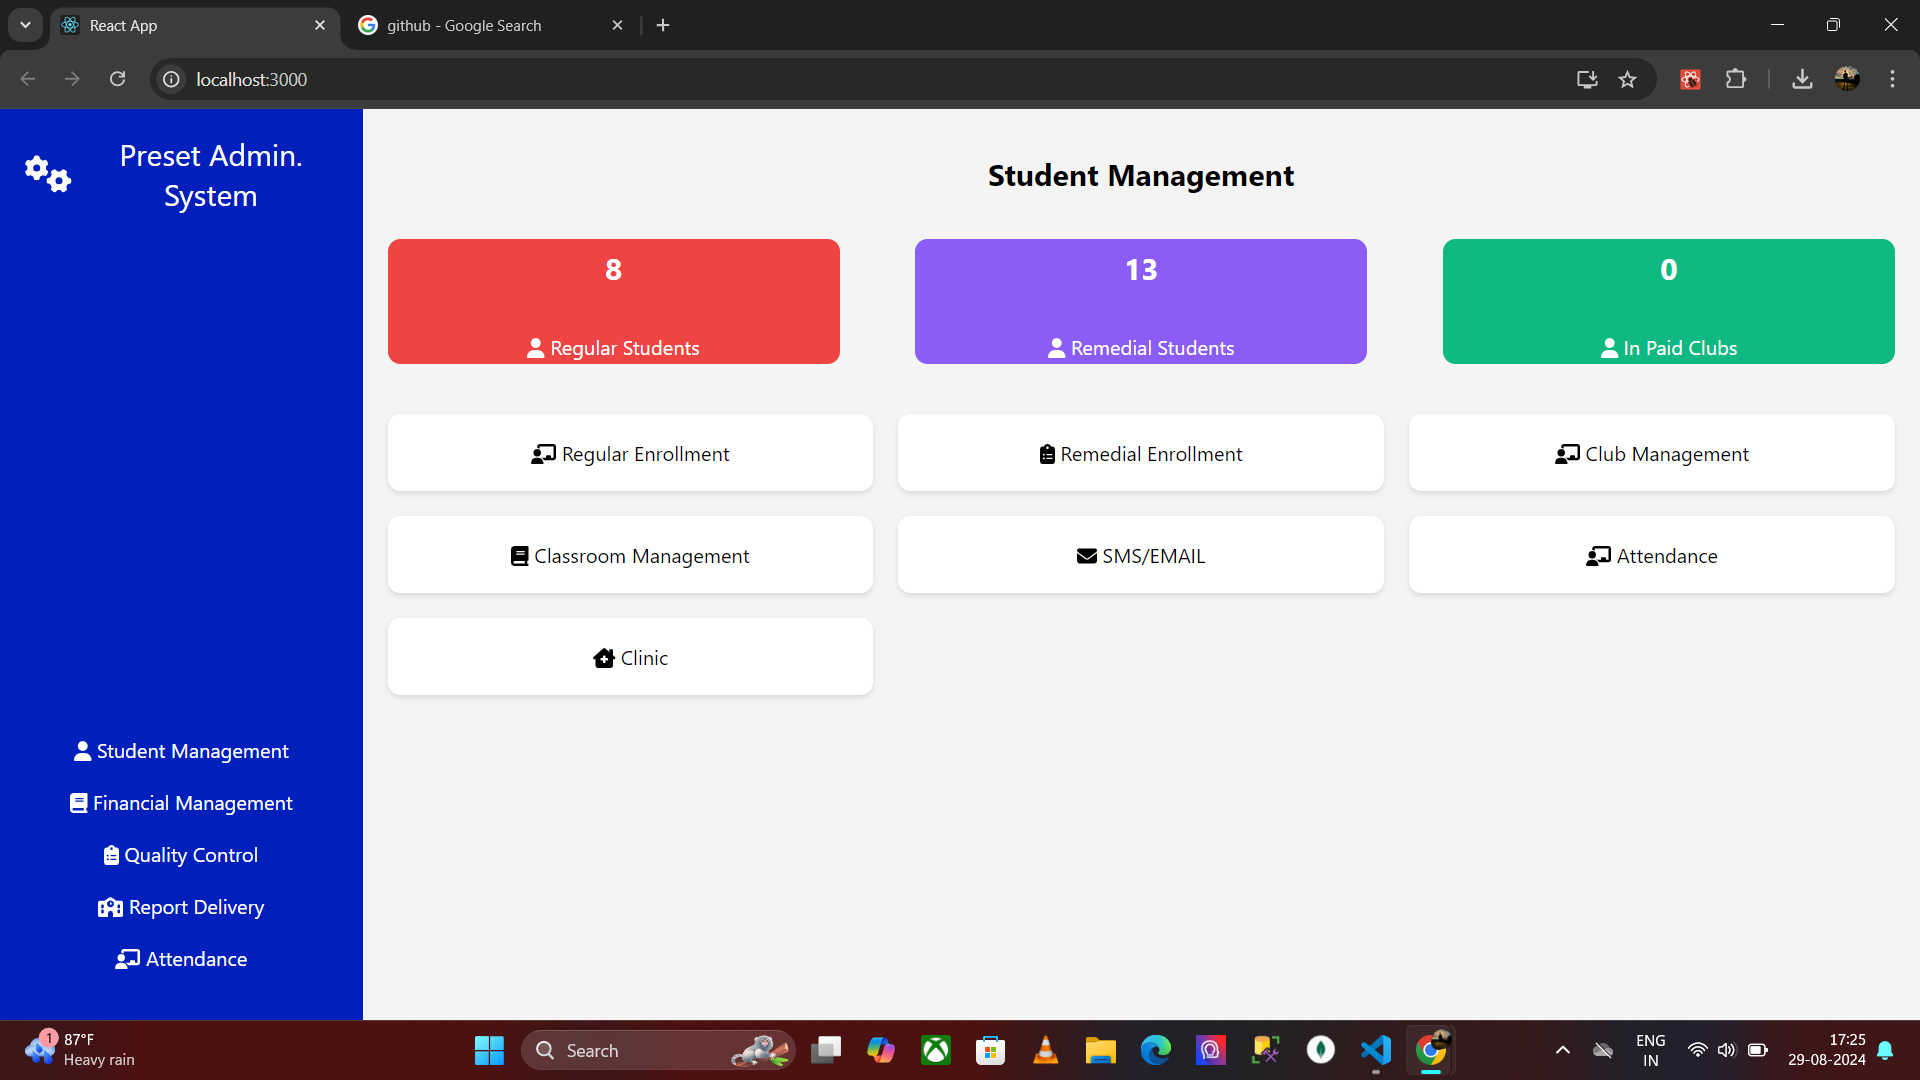 React App
github - Google Search
localhost:3000
Preset Admin.
System
Student Management
Financial Management
Quality Control
Report Delivery
Attendance
Student Management
8
Regular Students
13
Remedial Students
0
In Paid Clubs
Regular Enrollment
Remedial Enrollment
Club Management
Classroom Management
SMS/EMAIL
Attendance
Clinic
1
87°F
Heavy rain
Search
ENG
IN
17:25
29-08-2024